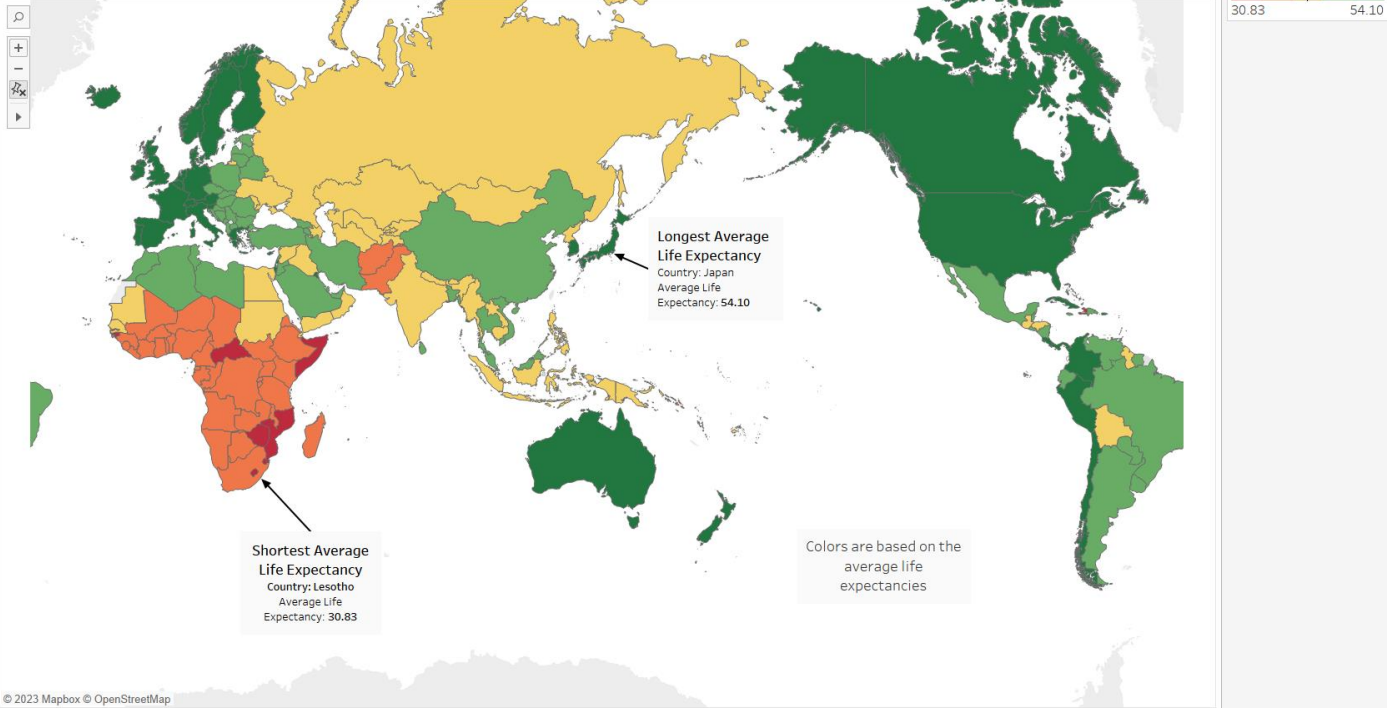 30.83 54.10
Longest Average
Life Expectancy
Country: Japan
Average Life
Expectancy: 54.10
Shortest Average
Life Expectancy
Country: Lesotho
Average Life
Expectancy: 30.83
Colors are based on the
average life
expectancies
© 2023 Mapbox © OpenStreetMap